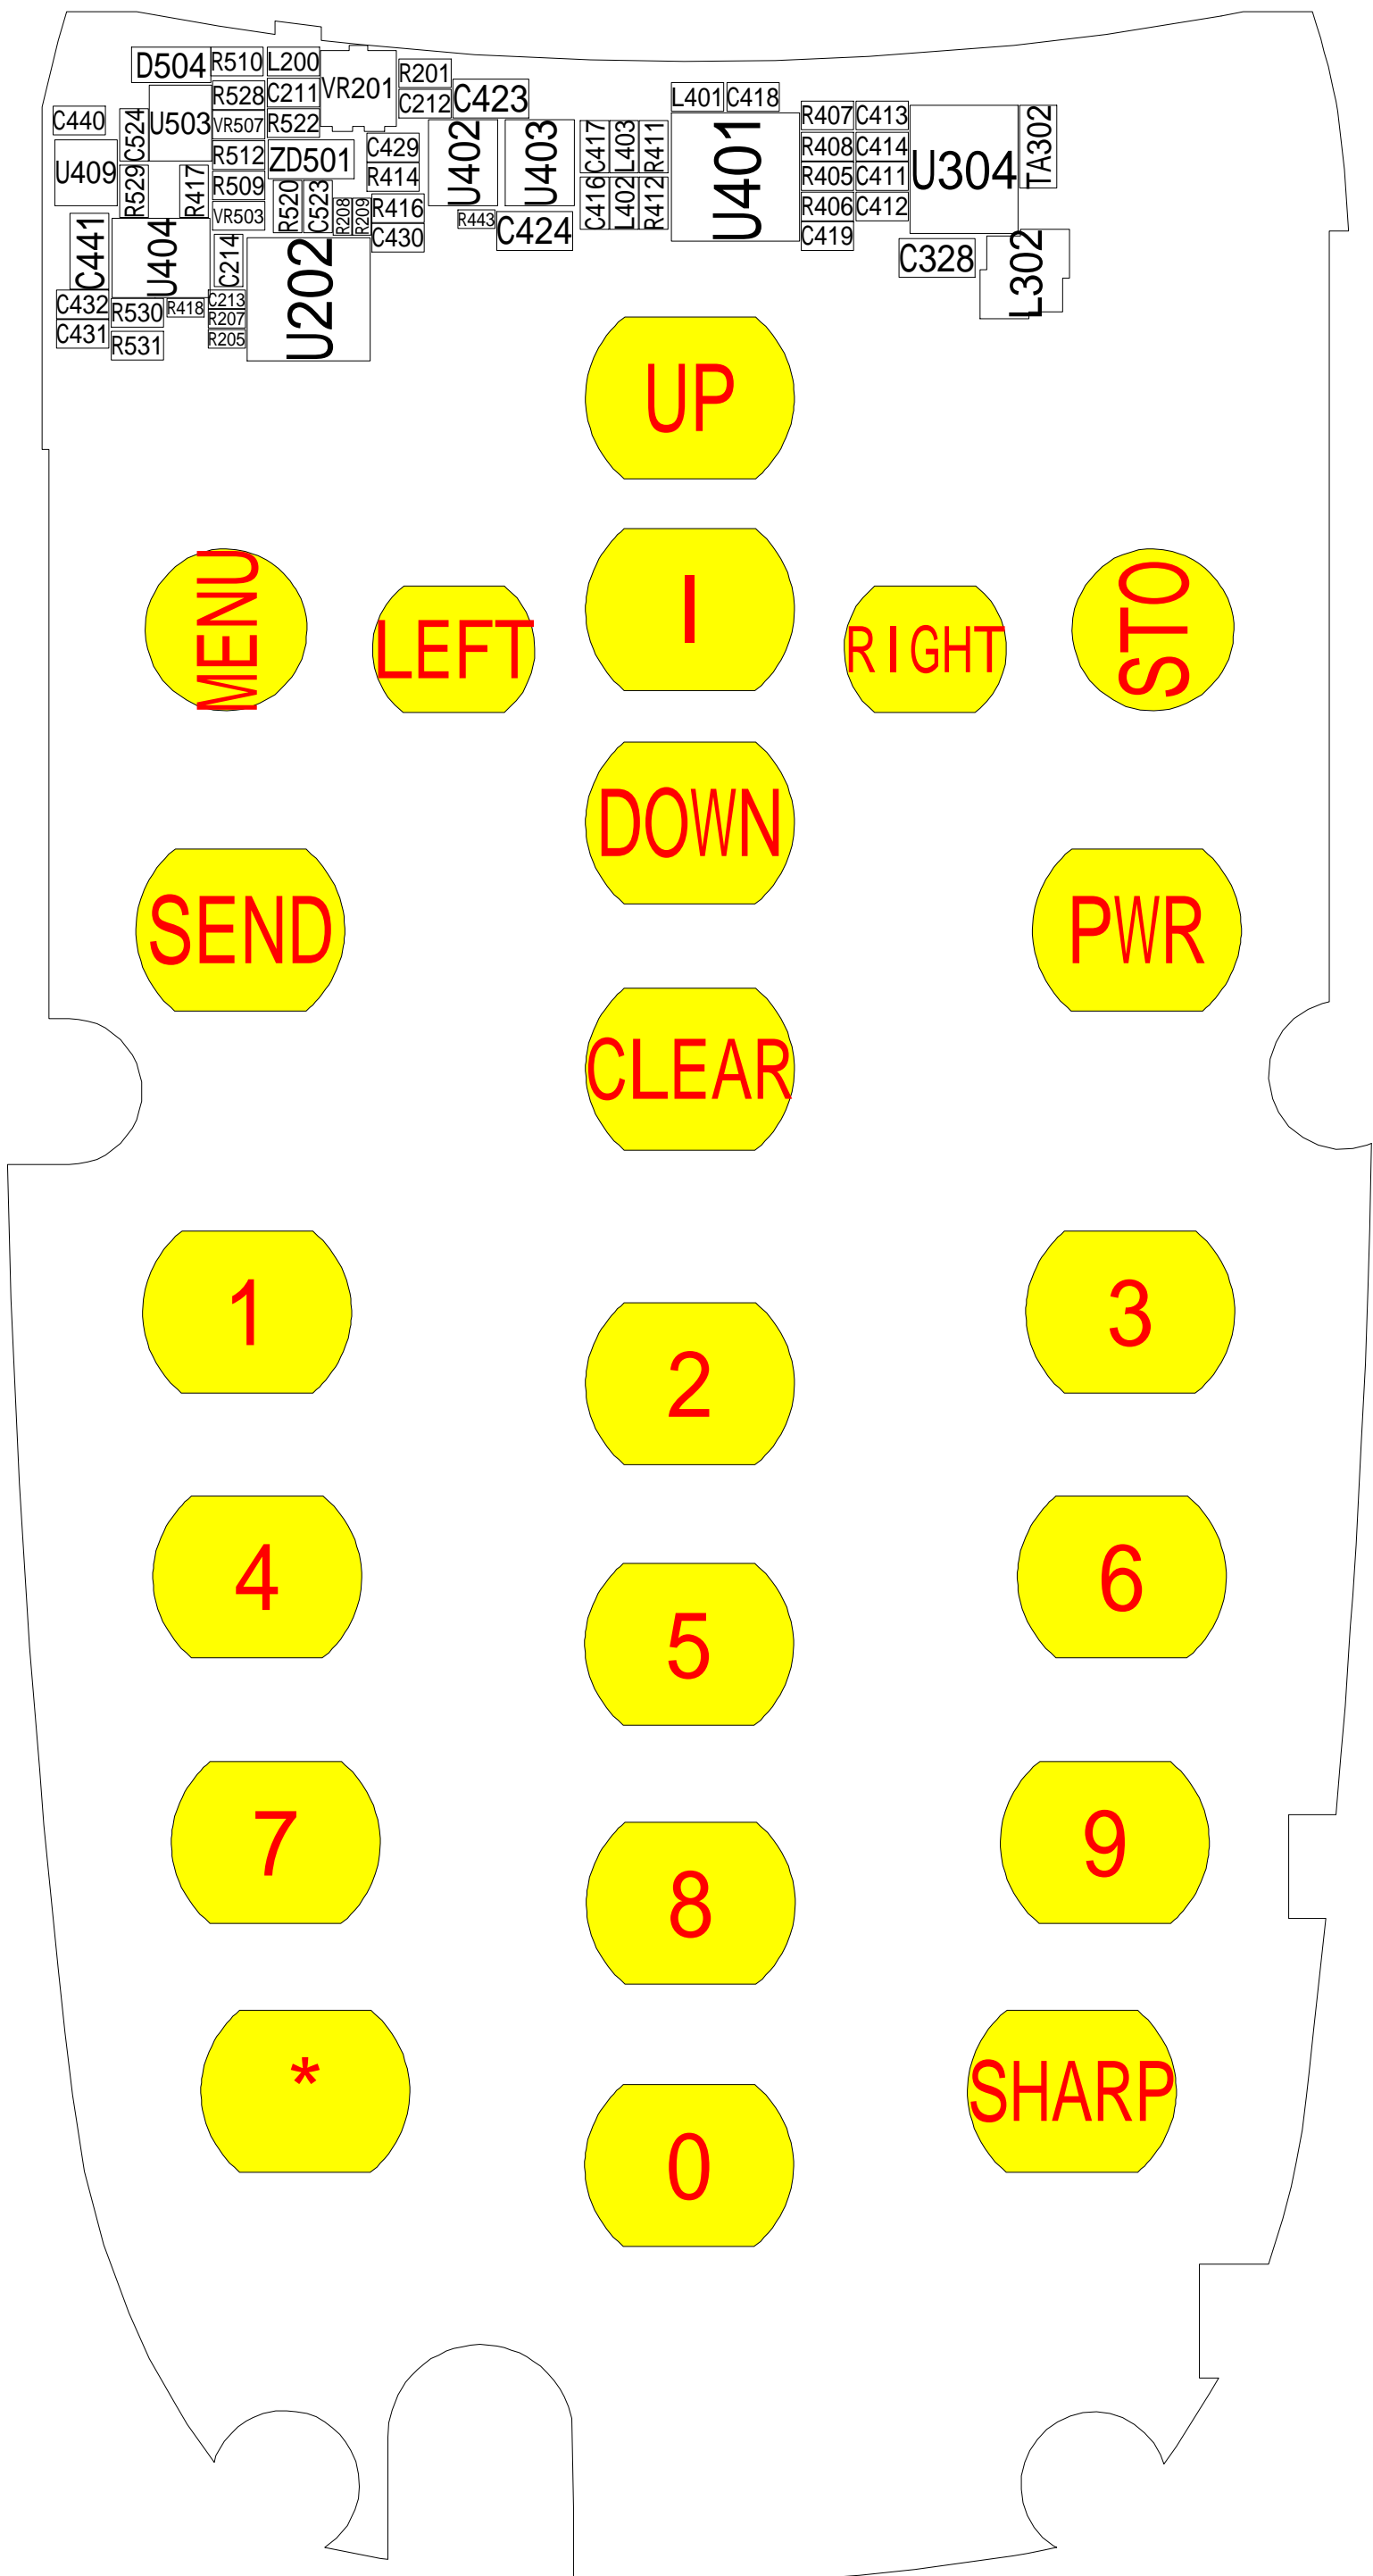 D504 R510 L200 VR201 R201
R528 C211 C212 C423 L401 C418
C440 C524 U503 VR507 R522 R407 C413 TA302
U409 R512 ZD501 C429 U402 U403 C417 L403 R411 U401 R408 C414 U304
R529 R417 R509 R520 C523 R414 R405 C411
VR503 R208 R209 R416 R443 C416 L402 R412 R406 C412
C441 U404 C214 U202 C430 C424 C419 C328 L302
C432 R530 R418 C213
R207
C431 R531 R205
UP
MENU LEFT I RIGHT STO
DOWN
SEND PWR
CLEAR
1 3
2
4 6
5
7 9
8
* SHARP
0